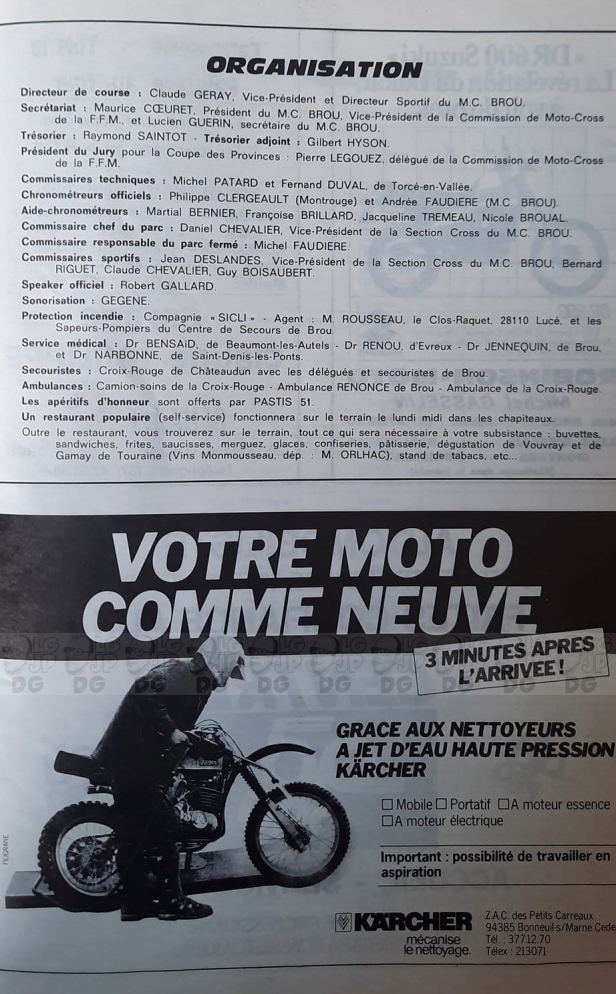 ORGANISATION
Directeur de course : Claude GERAY, Vice-Président et Directeur Sportif du M.C. BROU.
Secrétariat : Maurice CŒURET, Président du M.C. BROU, Vice-Président de la Commission de Moto-Cross
de la F.F.M., et Lucien GUERIN, secrétaire du M.C. BROU.
Trésorier : Raymond SAINTOT - Trésorier adjoint : Gilbert HYSON.
Président du Jury pour la Coupe des Provinces : Pierre LEGOUEZ, délégué de la Commission de Moto-Cross
de la F.F.M.
Commissaires techniques : Michel PATARD et Fernand DUVAL, de Torcé-en-Vallée.
Chronométreurs officiels : Philippe CLERGEAULT (Montrouge) et Andrée FAUDIERE (M.C. BROU).
Aide-chronométreurs : Martial BERNIER, Françoise BRILLARD, Jacqueline TREMEAU, Nicole BROUAL.
Commissaire chef du parc : Daniel CHEVALIER, Vice-Président de la Section Cross du M.C. BROU.
Commissaire responsable du parc fermé : Michel FAUDIERE.
Commissaires sportifs : Jean DESLANDES, Vice-Président de la Section Cross du M.C. BROU, Bernard
RIGUET, Claude CHEVALIER, Guy BOISAUBERT.
Speaker officiel : Robert GALLARD.
Sonorisation : GEGENE.
Protection incendie : Compagnie « SICLI » - Agent : M. ROUSSEAU, le Clos-Raquet, 28110 Lucé, et les
Sapeurs-Pompiers du Centre de Secours de Brou.
Service médical : Dr BENSAïD, de Beaumont-les-Autels - Dr RENOU, d'Evreux - Dr JENNEQUIN, de Brou,
et Dr NARBONNE, de Saint-Denis-les-Ponts.
Secouristes : Croix-Rouge de Châteaudun avec les délégués et secouristes de Brou.
Ambulances : Camion-soins de la Croix-Rouge - Ambulance RENONCE de Brou - Ambulance de la Croix-Rouge.
Les apéritifs d'honneur sont offerts par PASTIS 51.
Un restaurant populaire (self-service) fonctionnera sur le terrain le lundi midi dans les chapiteaux.
Outre le restaurant, vous trouverez sur le terrain, tout ce qui sera nécessaire à votre subsistance : buvettes,
sandwiches, frites, saucisses, merguez, glaces, confiseries, pâtisserie, dégustation de Vouvray et de
Gamay de Touraine (Vins Monmousseau, dép. : M. ORLHAC), stand de tabacs, etc...
VOTRE MOTO
COMME NEUVE
3 MINUTES APRES
L'ARRIVEE !
GRACE AUX NETTOYEURS
A JET D'EAU HAUTE PRESSION
KÄRCHER
Mobile Portatif A moteur essence
A moteur électrique
Important : possibilité de travailler en
aspiration
FILIGRANE
KÄRCHER
mécanise
le nettoyage.
Z.A.C. des Petits Carreaux
94385 Bonneuil-s/Marne Cede
Tél. : 377.12.70
Télex : 213071